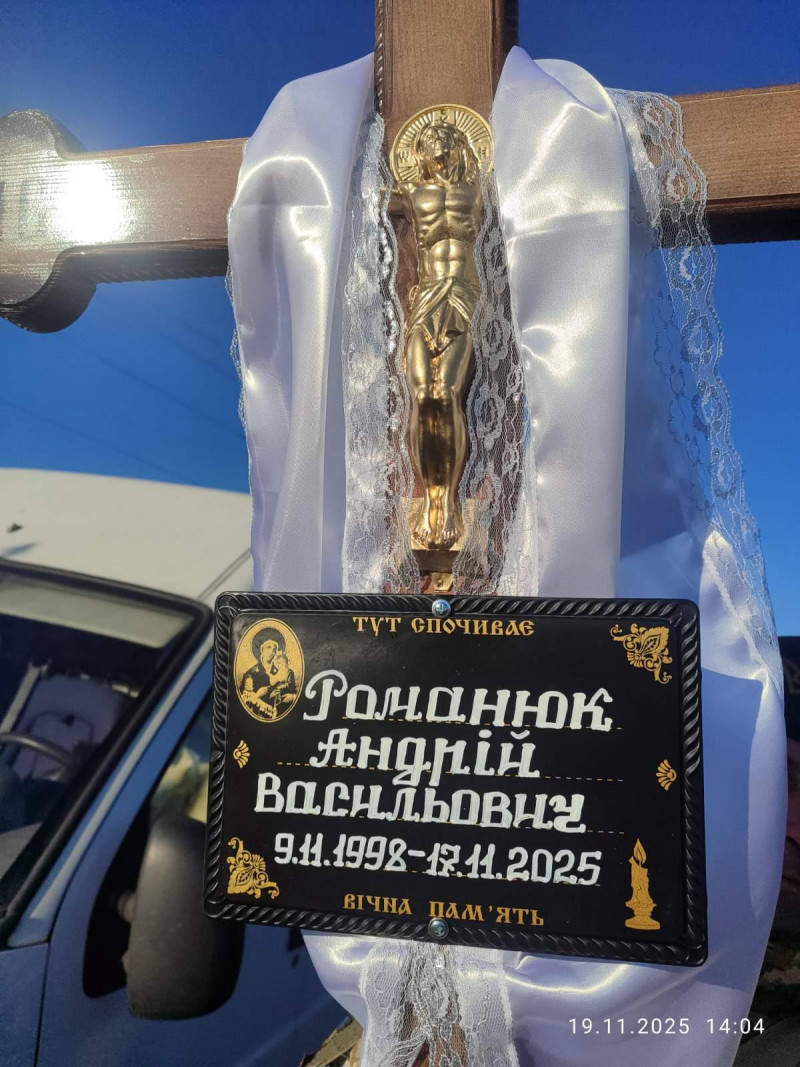 ТУТ СПОЧИВАЄ
Романюк
Андрій
Васильович
9.11.1998-17.11.2025
ВІЧНА ПАМ'ЯТЬ
19.11.2025 14:04